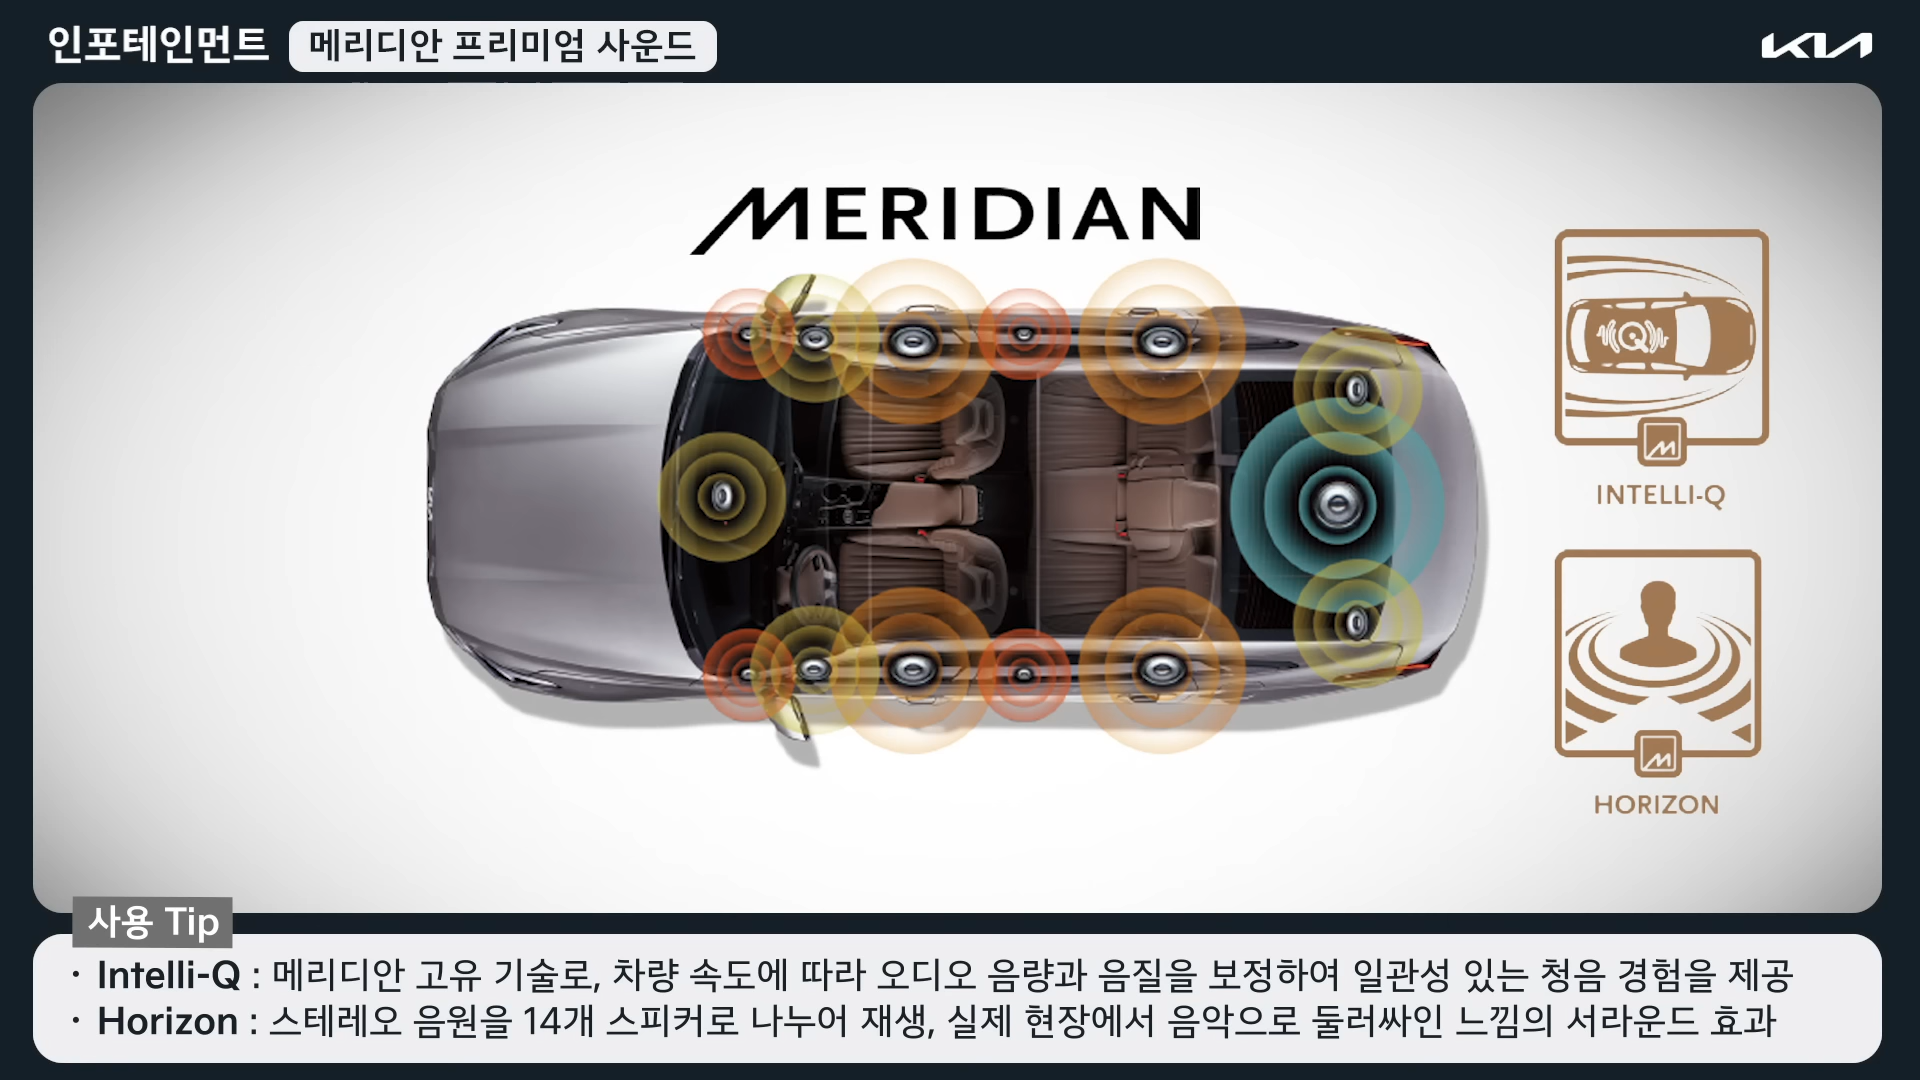 인포테인먼트 메리디안 프리미엄 사운드
KIA
MERIDIAN
INTELLI-Q
HORIZON
사용 Tip
· Intelli-Q : 메리디안 고유 기술로, 차량 속도에 따라 오디오 음량과 음질을 보정하여 일관성 있는 청음 경험을 제공
· Horizon : 스테레오 음원을 14개 스피커로 나누어 재생, 실제 현장에서 음악으로 둘러싸인 느낌의 서라운드 효과